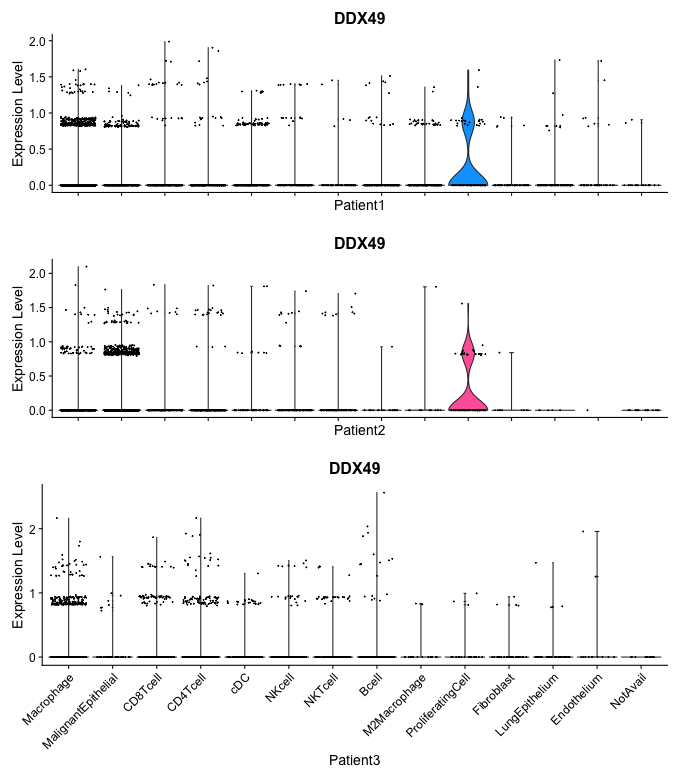 DDX49
Expression Level
2.0
1.5
1.0
0.5
0.0
Patient1
DDX49
Expression Level
2.0
1.5
1.0
0.5
0.0
Patient2
DDX49
Expression Level
2
1
0
Macrophage
MalignantEpithelial
CD8Tcell
CD4Tcell
cDC
NKcell
NKTcell
Bcell
M2Macrophage
ProliferatingCell
Fibroblast
LungEpithelium
Endothelium
NotAvail
Patient3